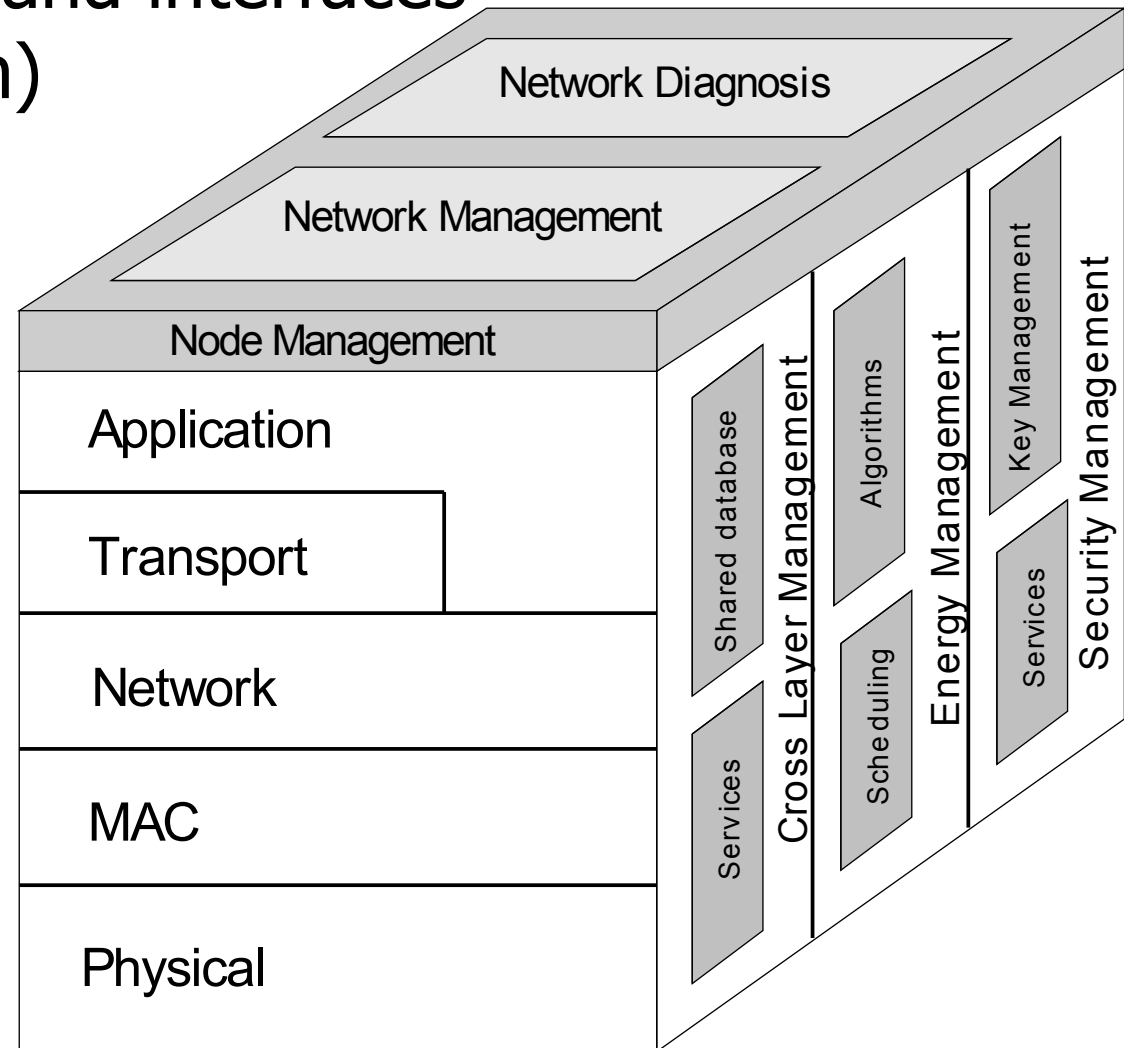 and interfaces
)
Network Diagnosis
Network Management
Node Management
Application
Transport
Network
MAC
Physical
Shared database
Services
Cross Layer Management
Algorithms
Scheduling
Energy Management
Key Management
Services
Security Management